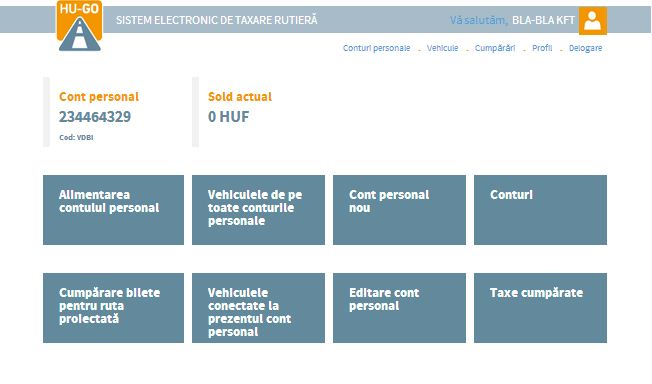 HU-GO
SISTEM ELECTRONIC DE TAXARE RUTIERĂ
Vă salutăm, BLA-BLA KFT
Conturi personale
Vehicule
Cumpărări
Profil
Delogare
Cont personal
234464329
Cod: VDBI
Sold actual
0 HUF
Alimentarea
contului personal
Vehiculele de pe
toate conturile
personale
Cont personal
nou
Conturi
Cumpărare bilete
pentru ruta
proiectată
Vehiculele
conectate la
prezentul cont
personal
Editare cont
personal
Taxe cumpărate